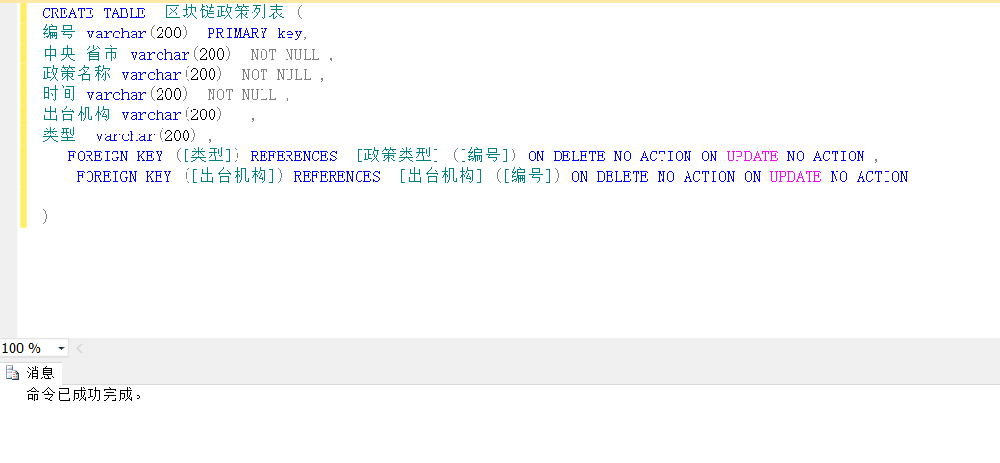 CREATE TABLE 区块链政策列表 (
编号 varchar(200) PRIMARY key,
中央_省市 varchar(200) NOT NULL ,
政策名称 varchar(200) NOT NULL ,
时间 varchar(200) NOT NULL ,
出台机构 varchar(200) ,
类型 varchar(200) ,
FOREIGN KEY ([类型]) REFERENCES [政策类型] ([编号]) ON DELETE NO ACTION ON UPDATE NO ACTION ,
FOREIGN KEY ([出台机构]) REFERENCES [出台机构] ([编号]) ON DELETE NO ACTION ON UPDATE NO ACTION
)
100 %
消息
命令已成功完成。